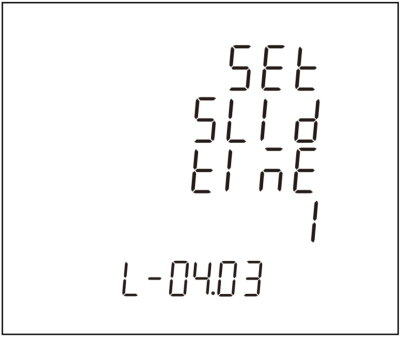 SEt
SLId
tInE
1
L-04.03